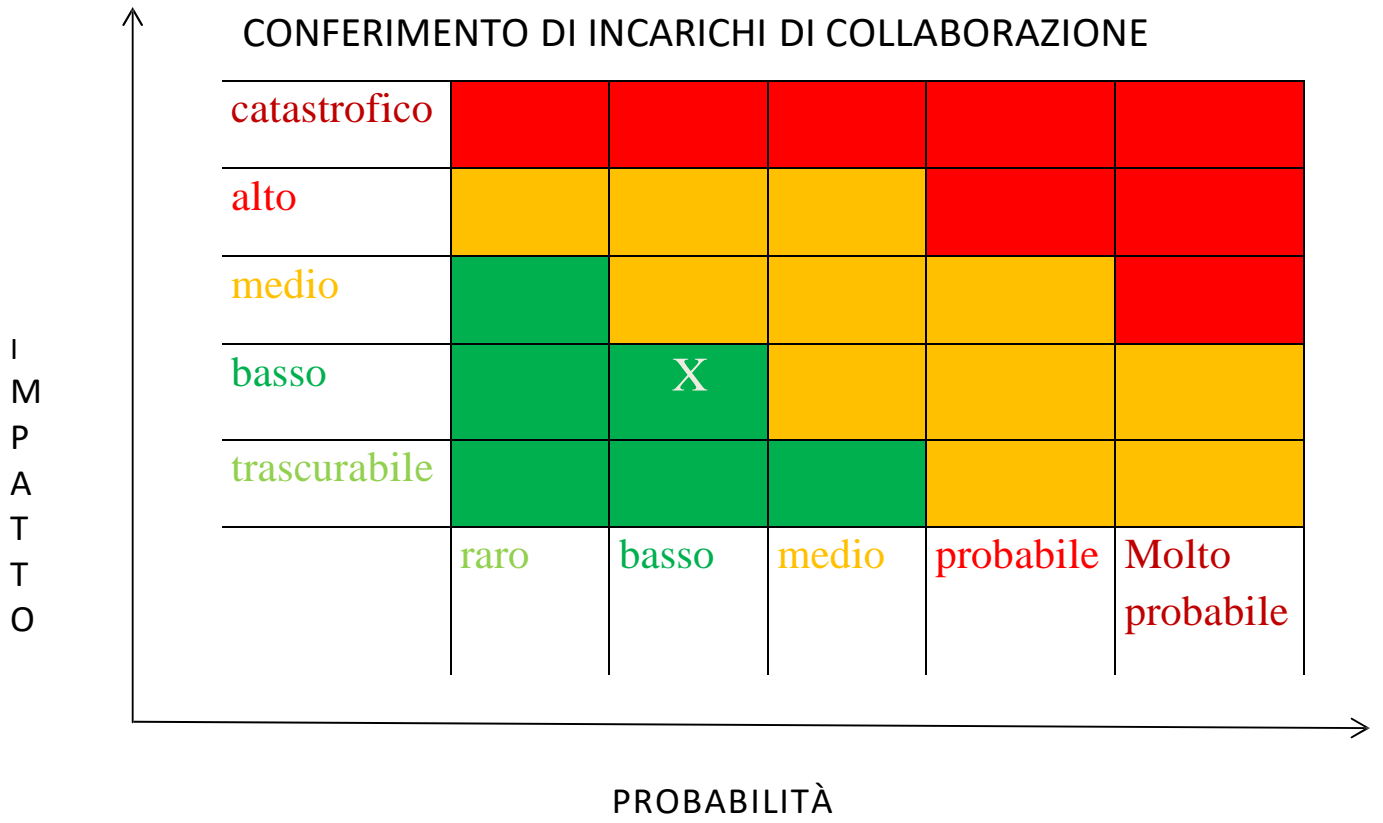 CONFERIMENTO DI INCARICHI DI COLLABORAZIONE
catastrofico
alto
medio
basso X
trascurabile
raro basso medio probabile Molto
probabile
I
M
P
A
T
T
O
PROBABILITÀ